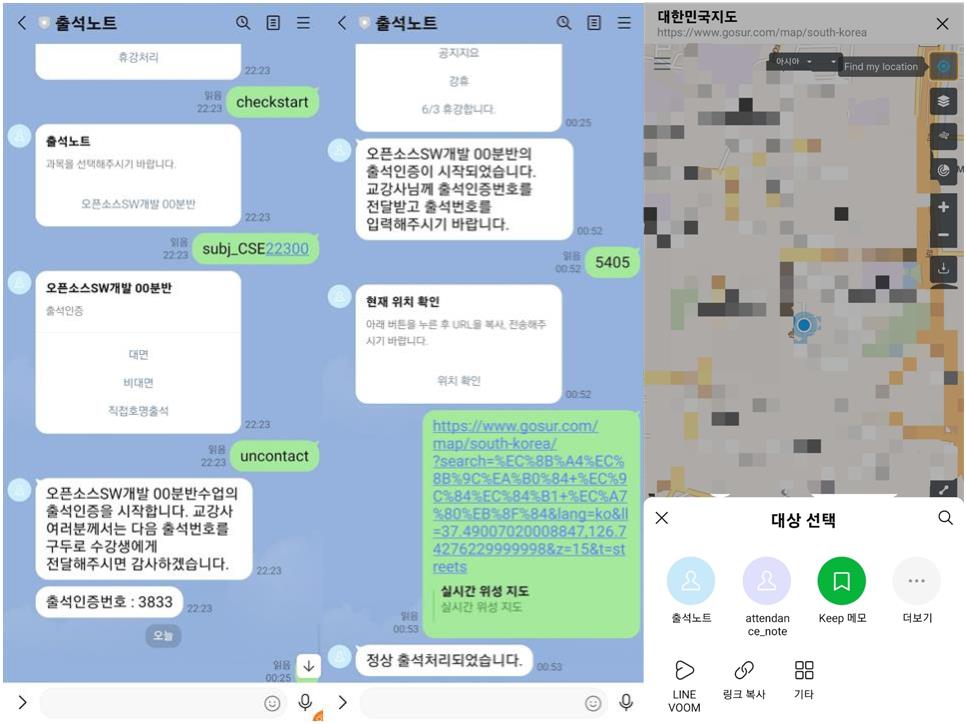 출석노트
휴강처리
22:23
읽음
22:23
checkstart
출석노트
과목을 선택해주시기 바랍니다.
오픈소스SW개발 00분반
22:23
읽음
22:23
subj_CSE22300
오픈소스SW개발 00분반
출석인증
대면
비대면
직접호명출석
22:23
읽음
22:23
uncontact
오픈소스SW개발 00분반수업의
출석인증을 시작합니다. 교강사
여러분께서는 다음 출석번호를
구두로 수강생에게
전달해주시면 감사하겠습니다.
22:23
출석인증번호 : 3833
22:23
오늘
읽음
00:25
출석노트
공지지요
강휴
6/3 휴강합니다.
00:25
오픈소스SW개발 00분반의
출석인증이 시작되었습니다.
교강사님께 출석인증번호를
전달받고 출석번호를
입력해주시기 바랍니다.
00:52
읽음
00:52
5405
현재 위치 확인
아래 버튼을 누른 후 URL을 복사, 전송해주
시기 바랍니다.
위치 확인
00:52
https://www.gosur.com/
map/south-korea/
?search=%EC%8B%A4%EC%
8B%9C%EA%B0%84+%EC%9
C%84%EC%84%B1+%EC%A7
%80%EB%8F%84&lang=ko&ll
=37.49007020008847,126.7
4276229999998&z=15&t=st
reets
실시간 위성 지도
실시간 위성 지도
읽음
00:53
정상 출석처리되었습니다.
00:53
대한민국지도
https://www.gosur.com/map/south-korea
아시아
Find my location
대상 선택
출석노트
attendan
ce_note
Keep 메모
더보기
LINE
VOOM
링크 복사
기타